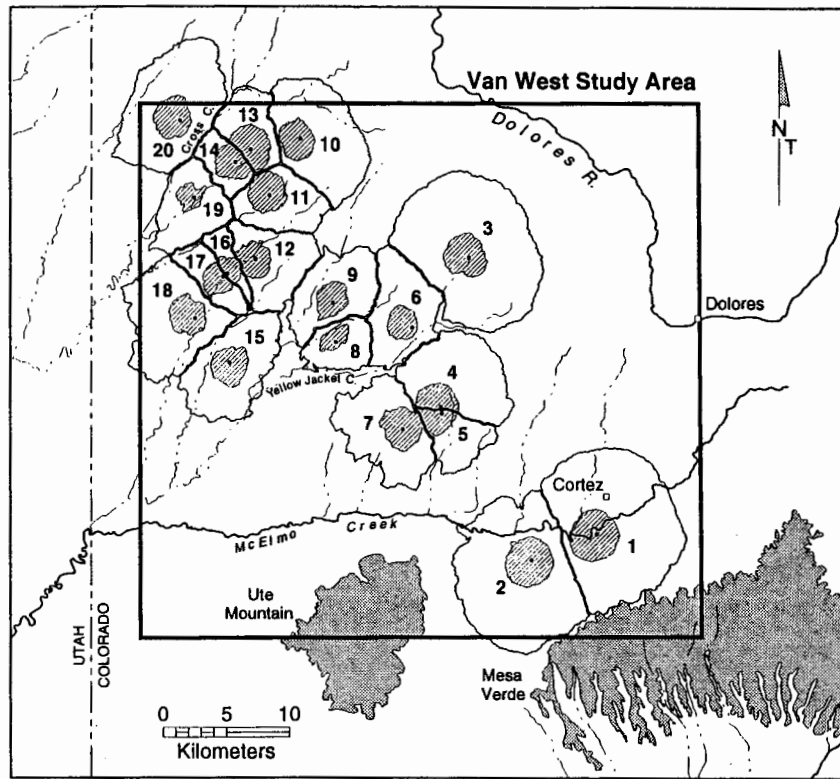 Van West Study Area
N
T
Dolores R.
Cross C.
13
20
14
10
11
19
3
16
12
17
9
18
6
Dolores
15
8
4
Yellow Jacket C.
7
5
Cortez
McElmo Creek
1
2
Ute
Mountain
UTAH
COLORADO
Mesa
Verde
0 5 10
Kilometers